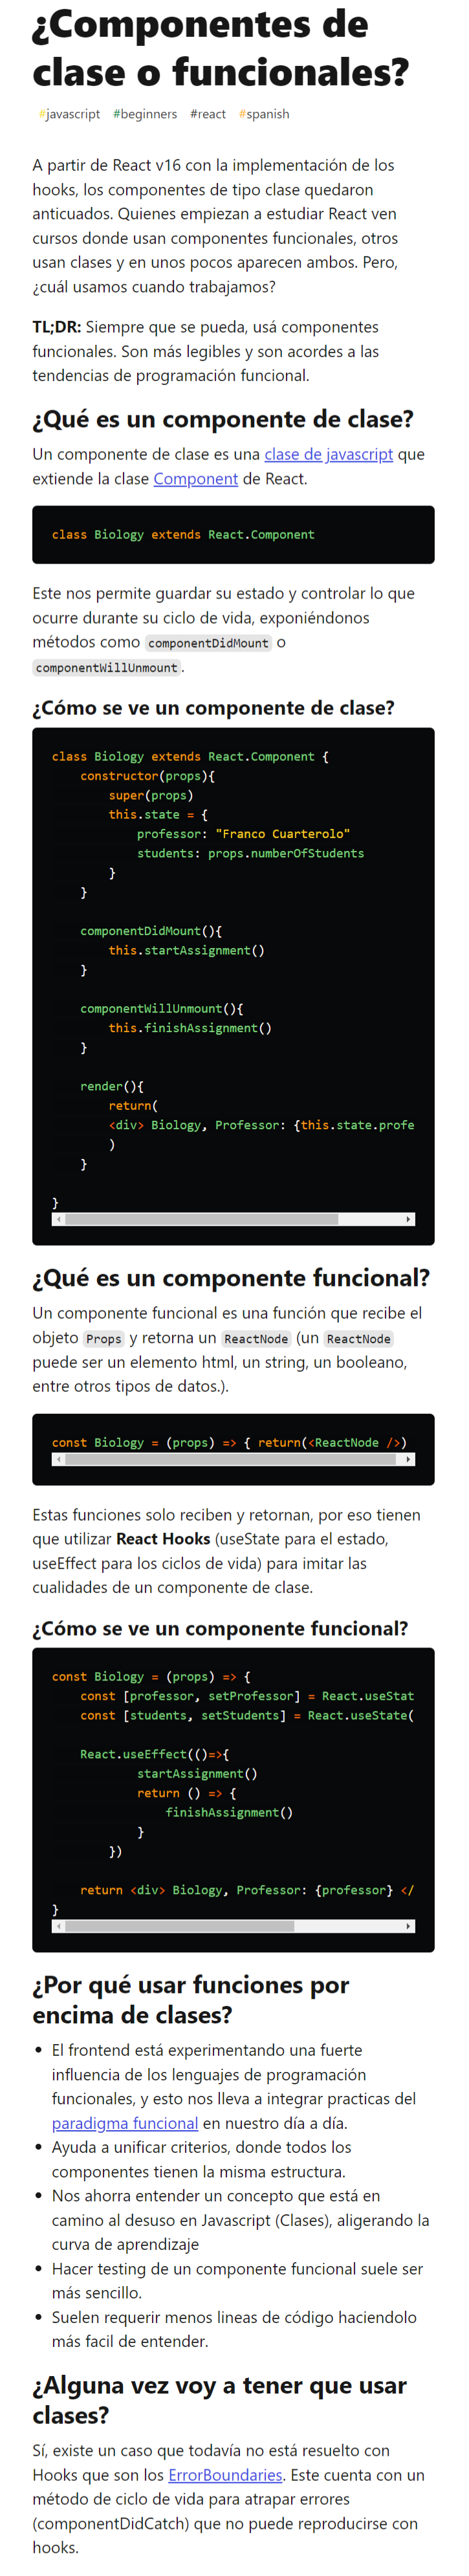 ¿Componentes de
clase o funcionales?
#javascript #beginners #react #spanish
A partir de React v16 con la implementación de los
hooks, los componentes de tipo clase quedaron
anticuados. Quienes empiezan a estudiar React ven
cursos donde usan componentes funcionales, otros
usan clases y en unos pocos aparecen ambos. Pero,
¿cuál usamos cuando trabajamos?
TL;DR: Siempre que se pueda, usá componentes
funcionales. Son más legibles y son acordes a las
tendencias de programación funcional.
¿Qué es un componente de clase?
Un componente de clase es una clase de javascript que
extiende la clase Component de React.
class Biology extends React.Component
Este nos permite guardar su estado y controlar lo que
ocurre durante su ciclo de vida, exponiéndonos
métodos como componentDidMount o
componentWillUnmount.
¿Cómo se ve un componente de clase?
class Biology extends React.Component {
constructor(props){
super(props)
this.state = {
professor: "Franco Cuarterolo"
students: props.numberOfStudents
}
}
componentDidMount(){
this.startAssignment()
}
componentWillUnmount(){
this.finishAssignment()
}
render(){
return(
<div> Biology, Professor: {this.state.profe
)
}
}
¿Qué es un componente funcional?
Un componente funcional es una función que recibe el
objeto Props y retorna un ReactNode (un ReactNode
puede ser un elemento html, un string, un booleano,
entre otros tipos de datos.).
const Biology = (props) => { return(<ReactNode />)
Estas funciones solo reciben y retornan, por eso tienen
que utilizar React Hooks (useState para el estado,
useEffect para los ciclos de vida) para imitar las
cualidades de un componente de clase.
¿Cómo se ve un componente funcional?
const Biology = (props) => {
const [professor, setProfessor] = React.useStat
const [students, setStudents] = React.useState(
React.useEffect(()=>{
startAssignment()
return () => {
finishAssignment()
}
})
return <div> Biology, Professor: {professor} </
}
¿Por qué usar funciones por
encima de clases?
• El frontend está experimentando una fuerte
influencia de los lenguajes de programación
funcionales, y esto nos lleva a integrar practicas del
paradigma funcional en nuestro día a día.
• Ayuda a unificar criterios, donde todos los
componentes tienen la misma estructura.
• Nos ahorra entender un concepto que está en
camino al desuso en Javascript (Clases), aligerando la
curva de aprendizaje
• Hacer testing de un componente funcional suele ser
más sencillo.
• Suelen requerir menos lineas de código haciendolo
más facil de entender.
¿Alguna vez voy a tener que usar
clases?
Sí, existe un caso que todavía no está resuelto con
Hooks que son los ErrorBoundaries. Este cuenta con un
método de ciclo de vida para atrapar errores
(componentDidCatch) que no puede reproducirse con
hooks.